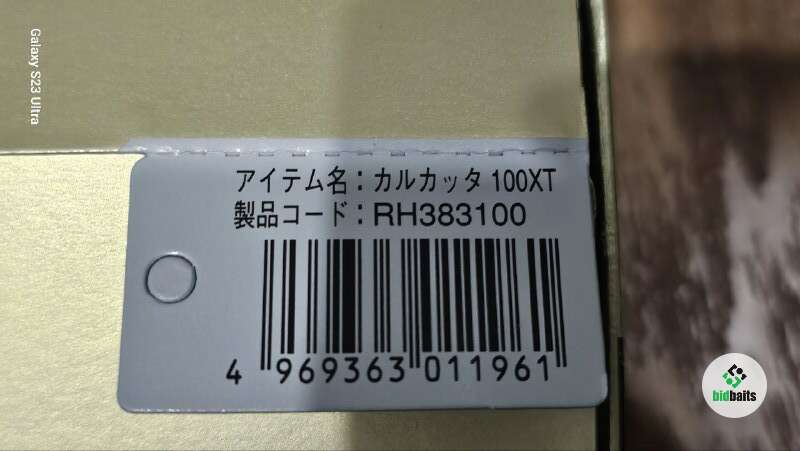 Galaxy S23 Ultra
アイテム名：カルカッタ 100XT
製品コード：RH383100
4 969363 011961
bidbaits